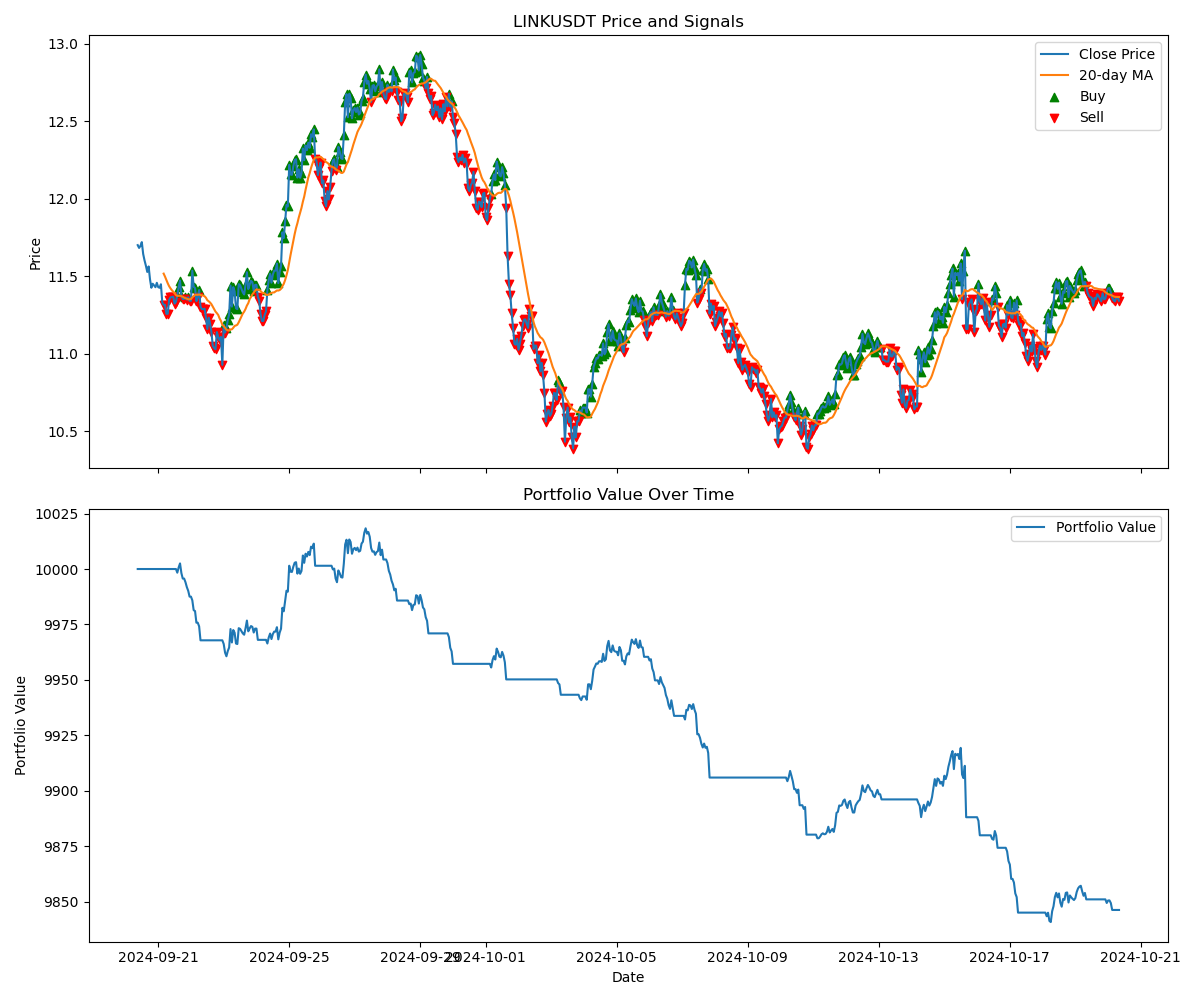 LINKUSDT Price and Signals
13.0
12.5
12.0
11.5
11.0
10.5
Price
Close Price
20-day MA
Buy
Sell
Portfolio Value Over Time
10025
10000
9975
9950
9925
9900
9875
9850
Portfolio Value
Portfolio Value
2024-09-21
2024-09-25
2024-09-29
2024-10-01
2024-10-05
2024-10-09
2024-10-13
2024-10-17
2024-10-21
Date